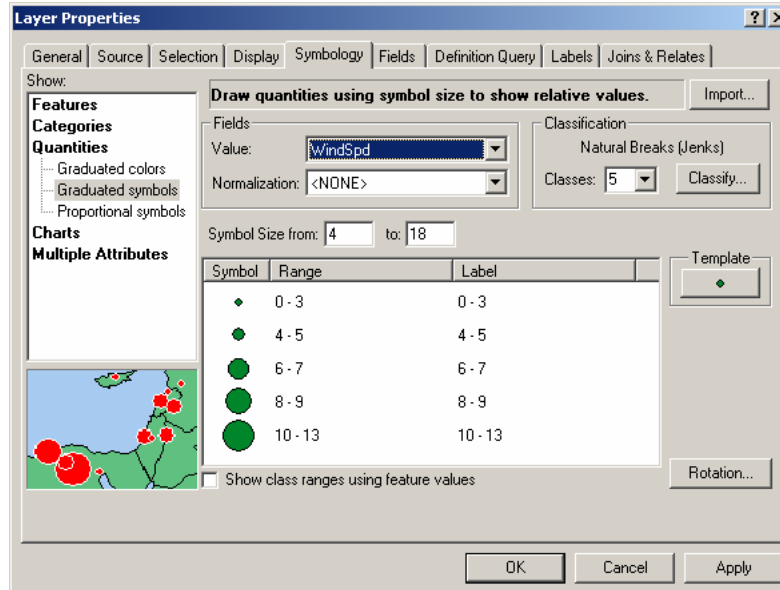 Layer Properties
General Source Selection Display Symbology Fields Definition Query Labels Joins & Relates
Show:
Features
Categories
Quantities
Graduated colors
Graduated symbols
Proportional symbols
Charts
Multiple Attributes
Draw quantities using symbol size to show relative values.
Import...
Fields
Value: WindSpd
Normalization: <NONE>
Classification
Natural Breaks (Jenks)
Classes: 5 Classify...
Symbol Size from: 4 to: 18
Template
Symbol Range Label
0 - 3 0 - 3
4 - 5 4 - 5
6 - 7 6 - 7
8 - 9 8 - 9
10 - 13 10 - 13
Show class ranges using feature values
Rotation...
OK Cancel Apply